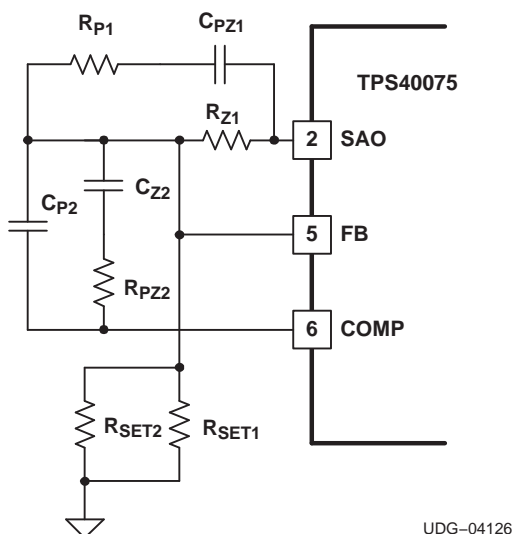 RP1
CPZ1
TPS40075
RZ1
2 SAO
CZ2
CP2
5 FB
RPZ2
6 COMP
RSET2
RSET1
UDG–04126